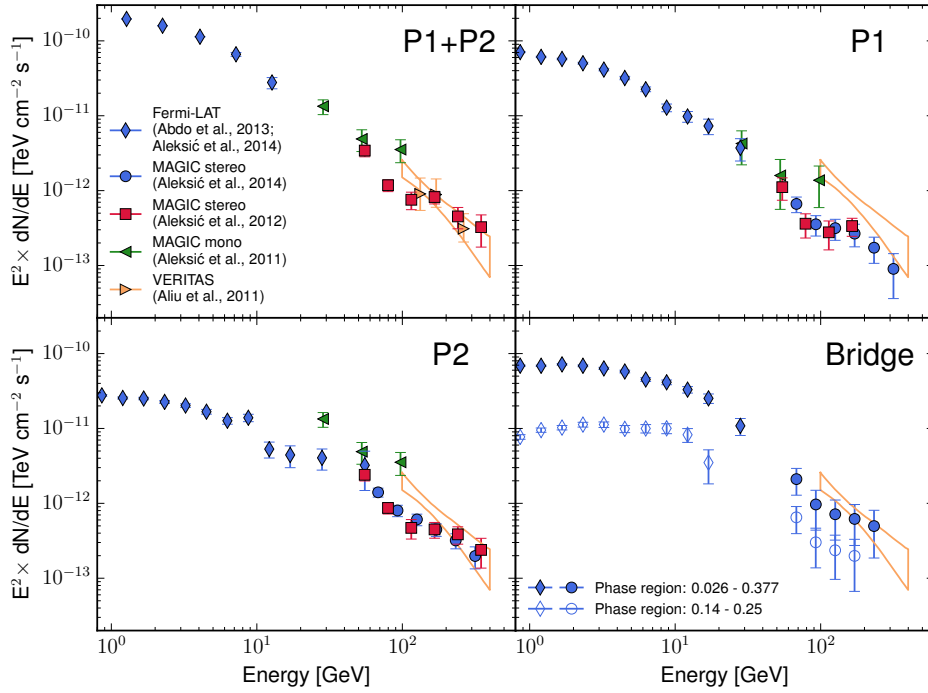 P1+P2
P1
10⁻¹⁰
10⁻¹¹
10⁻¹²
10⁻¹³
E² × dN/dE [TeV cm⁻² s⁻¹]
Fermi-LAT
(Abdo et al., 2013;
Aleksić et al., 2014)
MAGIC stereo
(Aleksić et al., 2014)
MAGIC stereo
(Aleksić et al., 2012)
MAGIC mono
(Aleksić et al., 2011)
VERITAS
(Aliu et al., 2011)
P2
Bridge
10⁻¹⁰
10⁻¹¹
10⁻¹²
10⁻¹³
E² × dN/dE [TeV cm⁻² s⁻¹]
Phase region: 0.026 - 0.377
Phase region: 0.14 - 0.25
10⁰ 10¹ 10² 10⁰ 10¹ 10²
Energy [GeV] Energy [GeV]